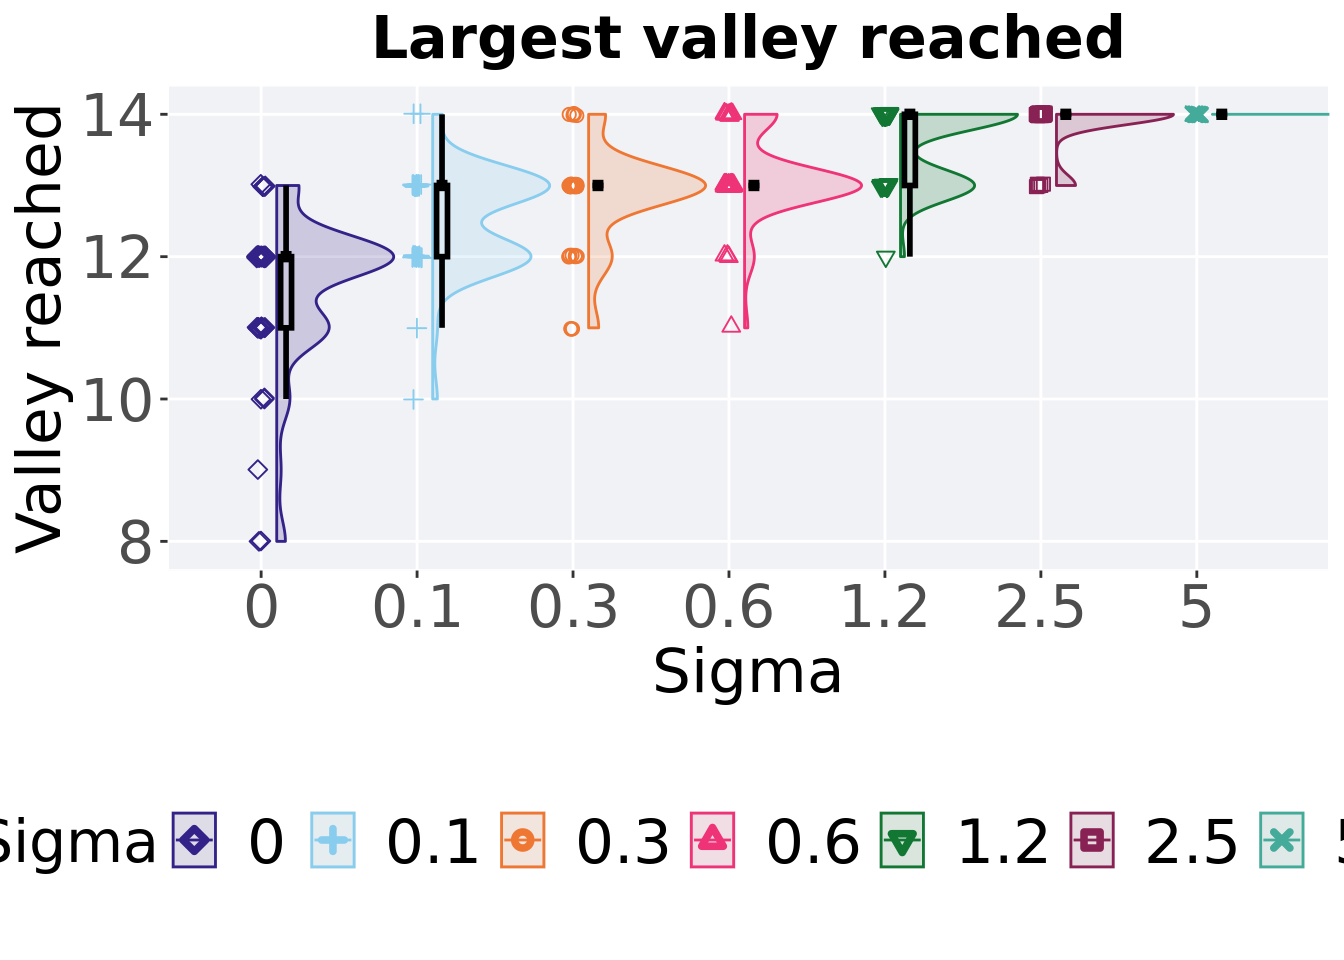 Largest valley reached
Valley reached
14
12
10
8
0 0.1 0.3 0.6 1.2 2.5 5
Sigma
Sigma 0 0.1 0.3 0.6 1.2 2.5 5